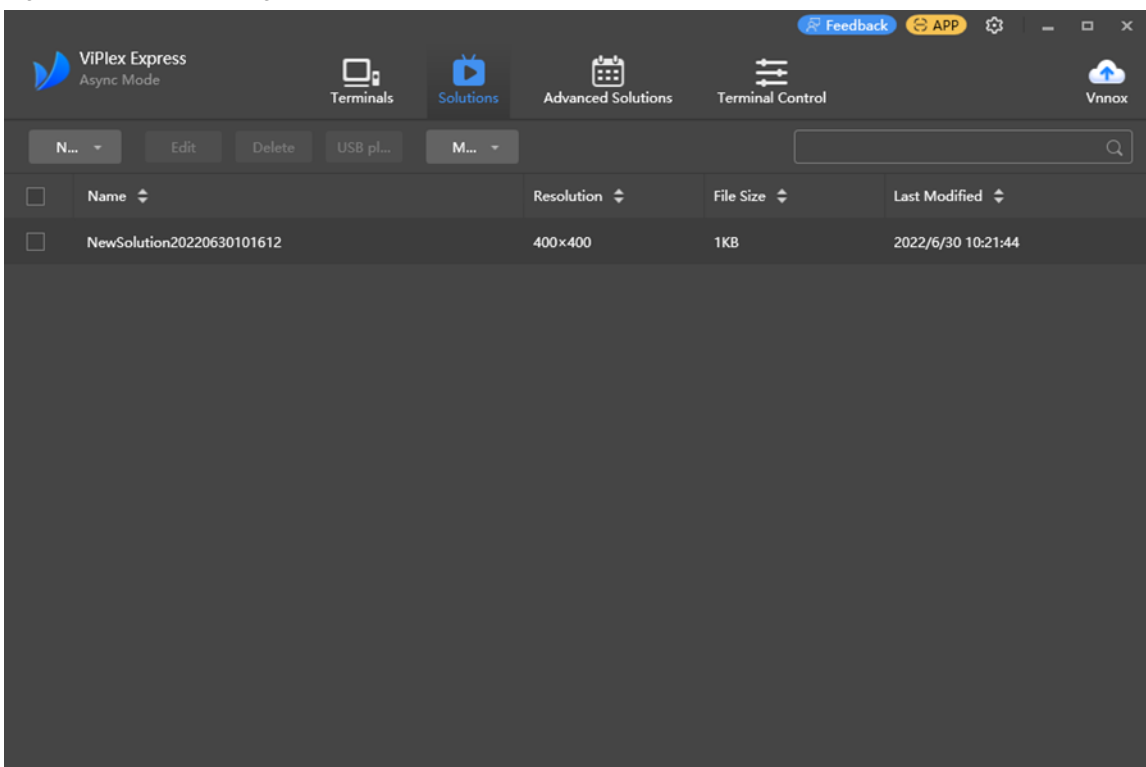 Feedback APP
ViPlex Express
Async Mode
Terminals Solutions Advanced Solutions Terminal Control Vnnox
N... Edit Delete USB pl... M...
Name Resolution File Size Last Modified
NewSolution20220630101612 400×400 1KB 2022/6/30 10:21:44